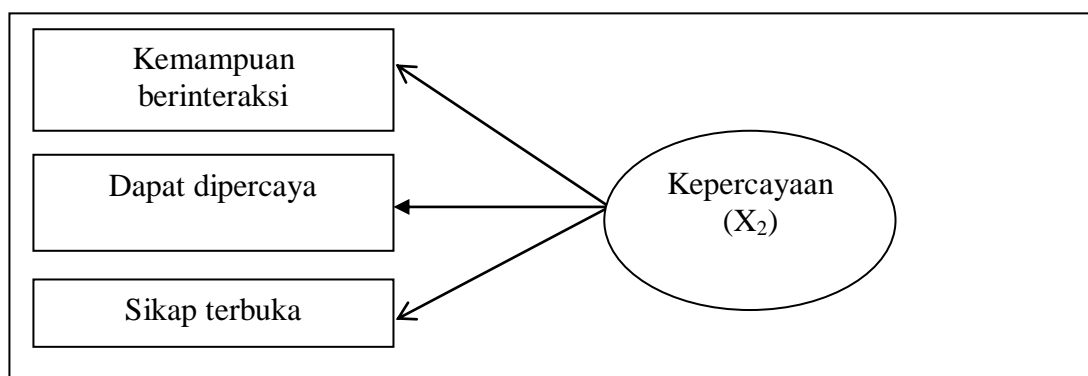 Kemampuan
berinteraksi
Dapat dipercaya
Sikap terbuka
Kepercayaan
(X₂)